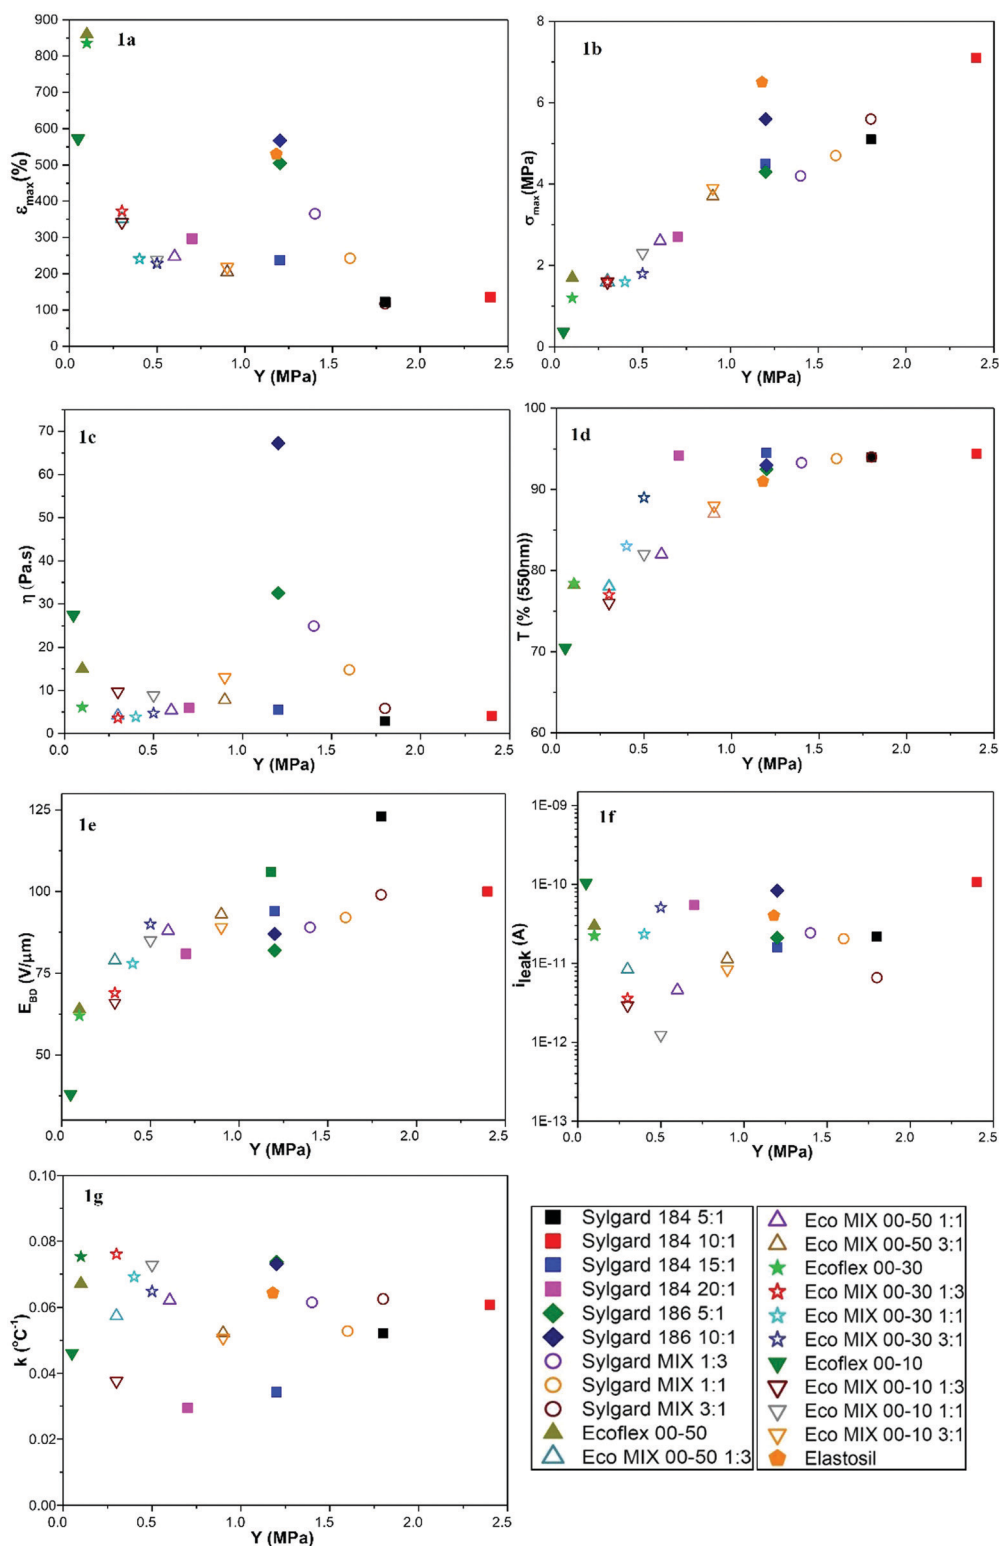 1a
900
800
700
600
500
400
300
200
100
0
εmax(%)
0.0 0.5 1.0 1.5 2.0 2.5
Y (MPa)
1b
8
6
4
2
0
σmax(MPa)
0.0 0.5 1.0 1.5 2.0 2.5
Y (MPa)
1c
70
60
50
40
30
20
10
0
η (Pa.s)
0.0 0.5 1.0 1.5 2.0 2.5
Y (MPa)
1d
100
90
80
70
60
T (% (550nm))
0.0 0.5 1.0 1.5 2.0 2.5
Y (MPa)
1e
125
100
75
50
EBD (V/µm)
0.0 0.5 1.0 1.5 2.0 2.5
Y (MPa)
1f
1E-09
1E-10
1E-11
1E-12
1E-13
ileak (A)
0.0 0.5 1.0 1.5 2.0 2.5
Y (MPa)
1g
0.10
0.08
0.06
0.04
0.02
0.00
k (°C⁻¹)
0.0 0.5 1.0 1.5 2.0 2.5
Y (MPa)
Sylgard 184 5:1
Sylgard 184 10:1
Sylgard 184 15:1
Sylgard 184 20:1
Sylgard 186 5:1
Sylgard 186 10:1
Sylgard MIX 1:3
Sylgard MIX 1:1
Sylgard MIX 3:1
Ecoflex 00-50
Eco MIX 00-50 1:3
Eco MIX 00-50 1:1
Eco MIX 00-50 3:1
Ecoflex 00-30
Eco MIX 00-30 1:3
Eco MIX 00-30 1:1
Eco MIX 00-30 3:1
Ecoflex 00-10
Eco MIX 00-10 1:3
Eco MIX 00-10 1:1
Eco MIX 00-10 3:1
Elastosil